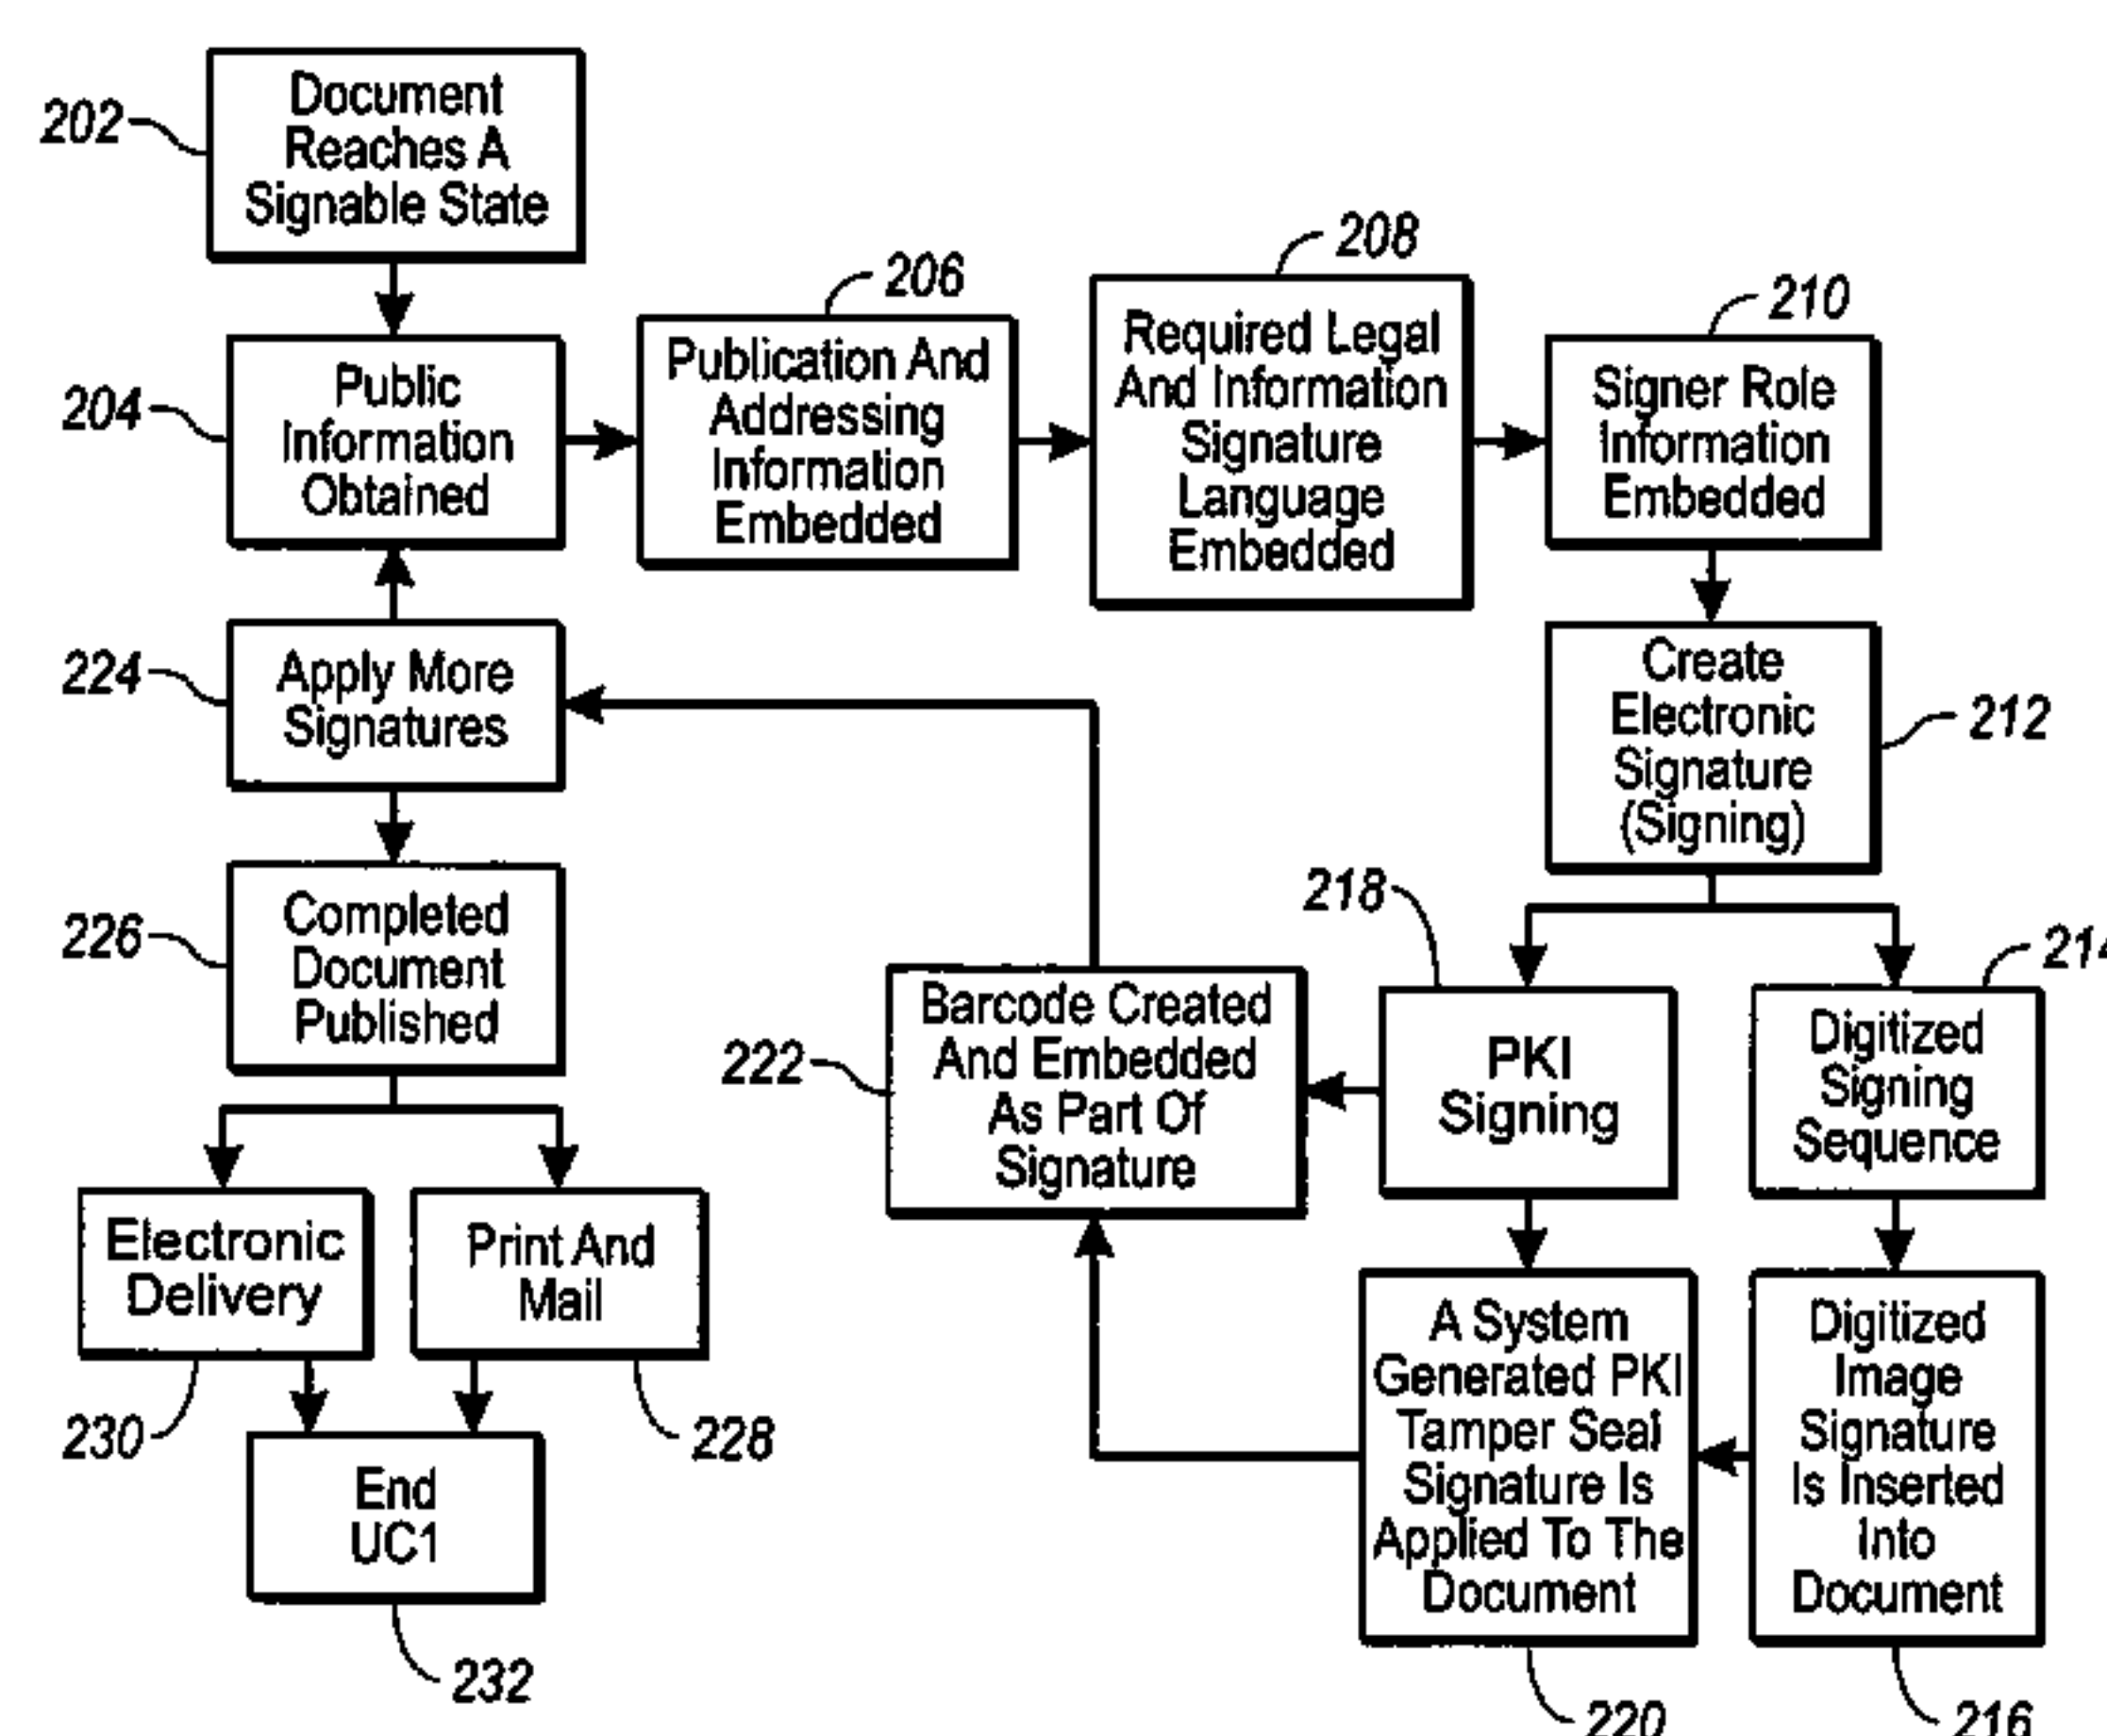 202
Document
Reaches A
Signable State
204
Public
Information
Obtained
206
Publication And
Addressing
Information
Embedded
208
Required Legal
And Information
Signature
Language
Embedded
210
Signer Role
Information
Embedded
212
Create
Electronic
Signature
(Signing)
214
Digitized
Signing
Sequence
216
Digitized
Image
Signature
Is Inserted
Into
Document
218
PKI
Signing
220
A System
Generated PKI
Tamper Seal
Signature Is
Applied To The
Document
222
Barcode Created
And Embedded
As Part Of
Signature
224
Apply More
Signatures
226
Completed
Document
Published
230
Electronic
Delivery
228
Print And
Mail
232
End
UC1